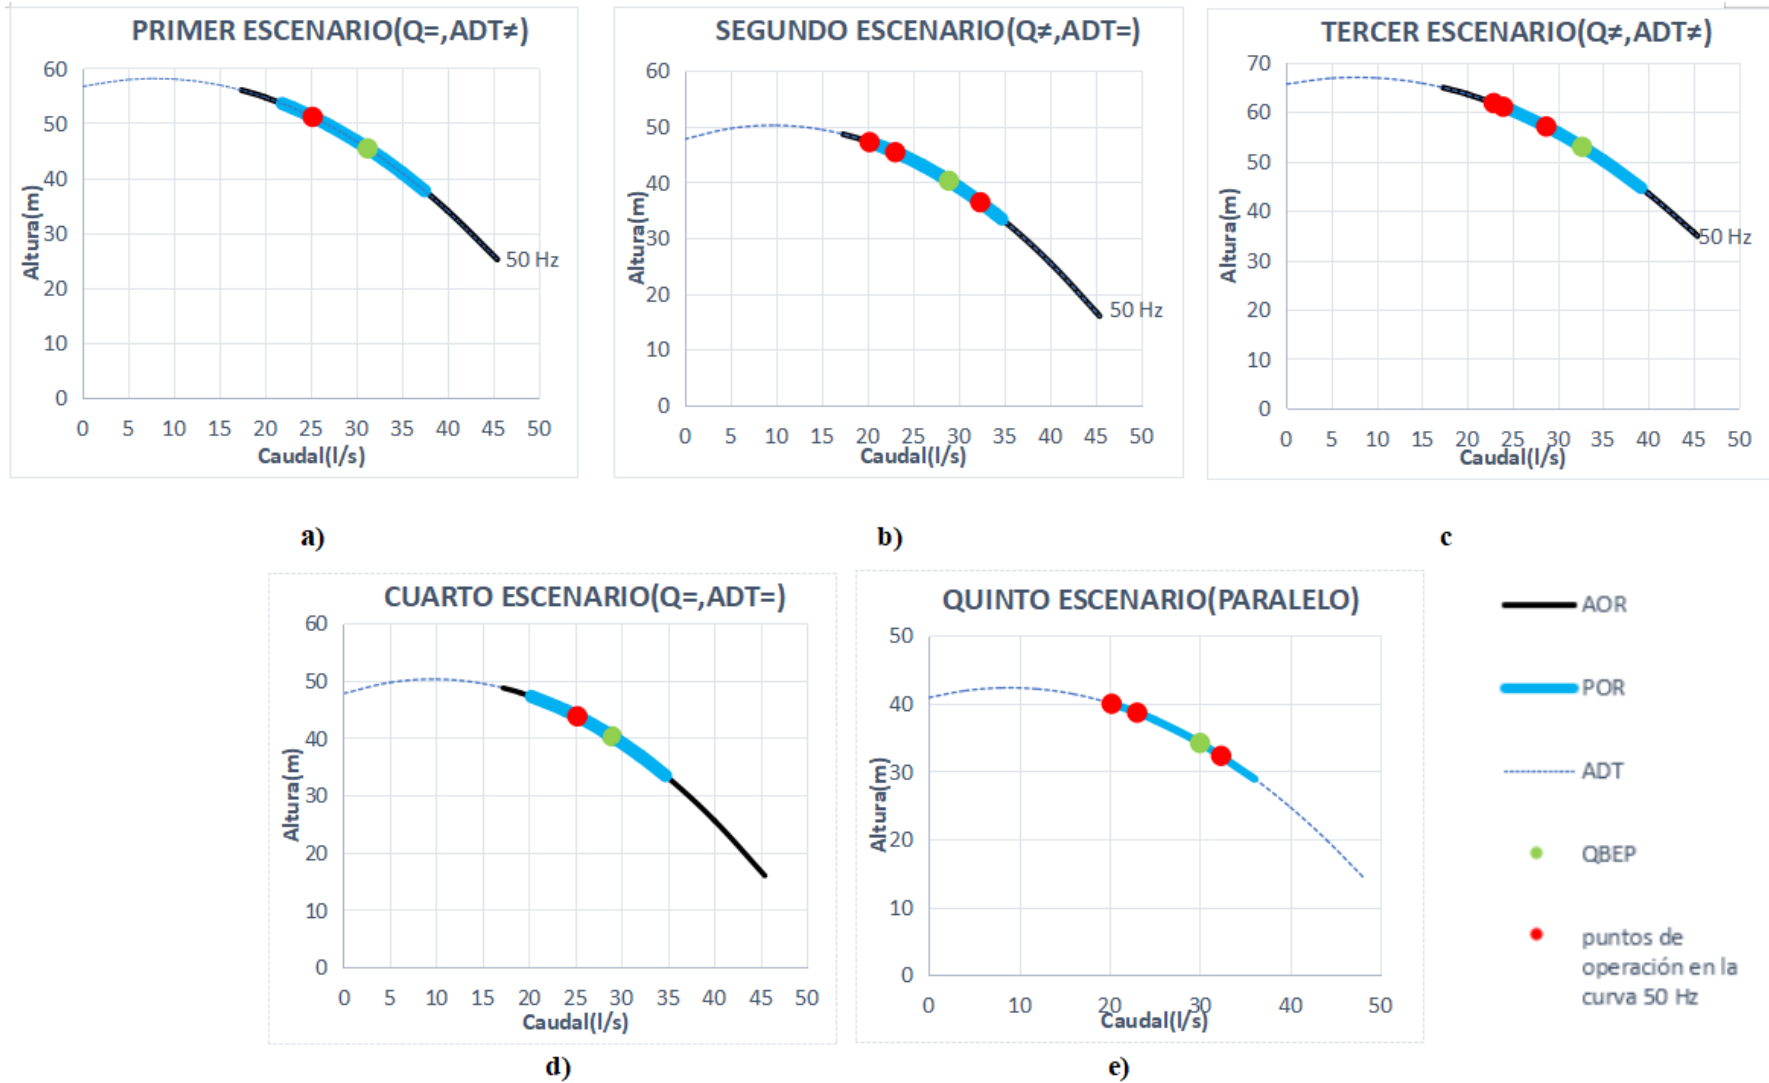 PRIMER ESCENARIO(Q=,ADT≠)
60
50
40
30
20
10
0
Altura(m)
50 Hz
0 5 10 15 20 25 30 35 40 45 50
Caudal(l/s)
a)
SEGUNDO ESCENARIO(Q≠,ADT=)
60
50
40
30
20
10
0
Altura(m)
50 Hz
0 5 10 15 20 25 30 35 40 45 50
Caudal(l/s)
b)
TERCER ESCENARIO(Q≠,ADT≠)
70
60
50
40
30
20
10
0
Altura(m)
50 Hz
0 5 10 15 20 25 30 35 40 45 50
Caudal(l/s)
c
CUARTO ESCENARIO(Q=,ADT=)
60
50
40
30
20
10
0
Altura(m)
0 5 10 15 20 25 30 35 40 45 50
Caudal(l/s)
d)
QUINTO ESCENARIO(PARALELO)
50
40
30
20
10
0
Altura(m)
0 10 20 30 40 50
Caudal(l/s)
e)
AOR
POR
ADT
QBEP
puntos de
operación en la
curva 50 Hz